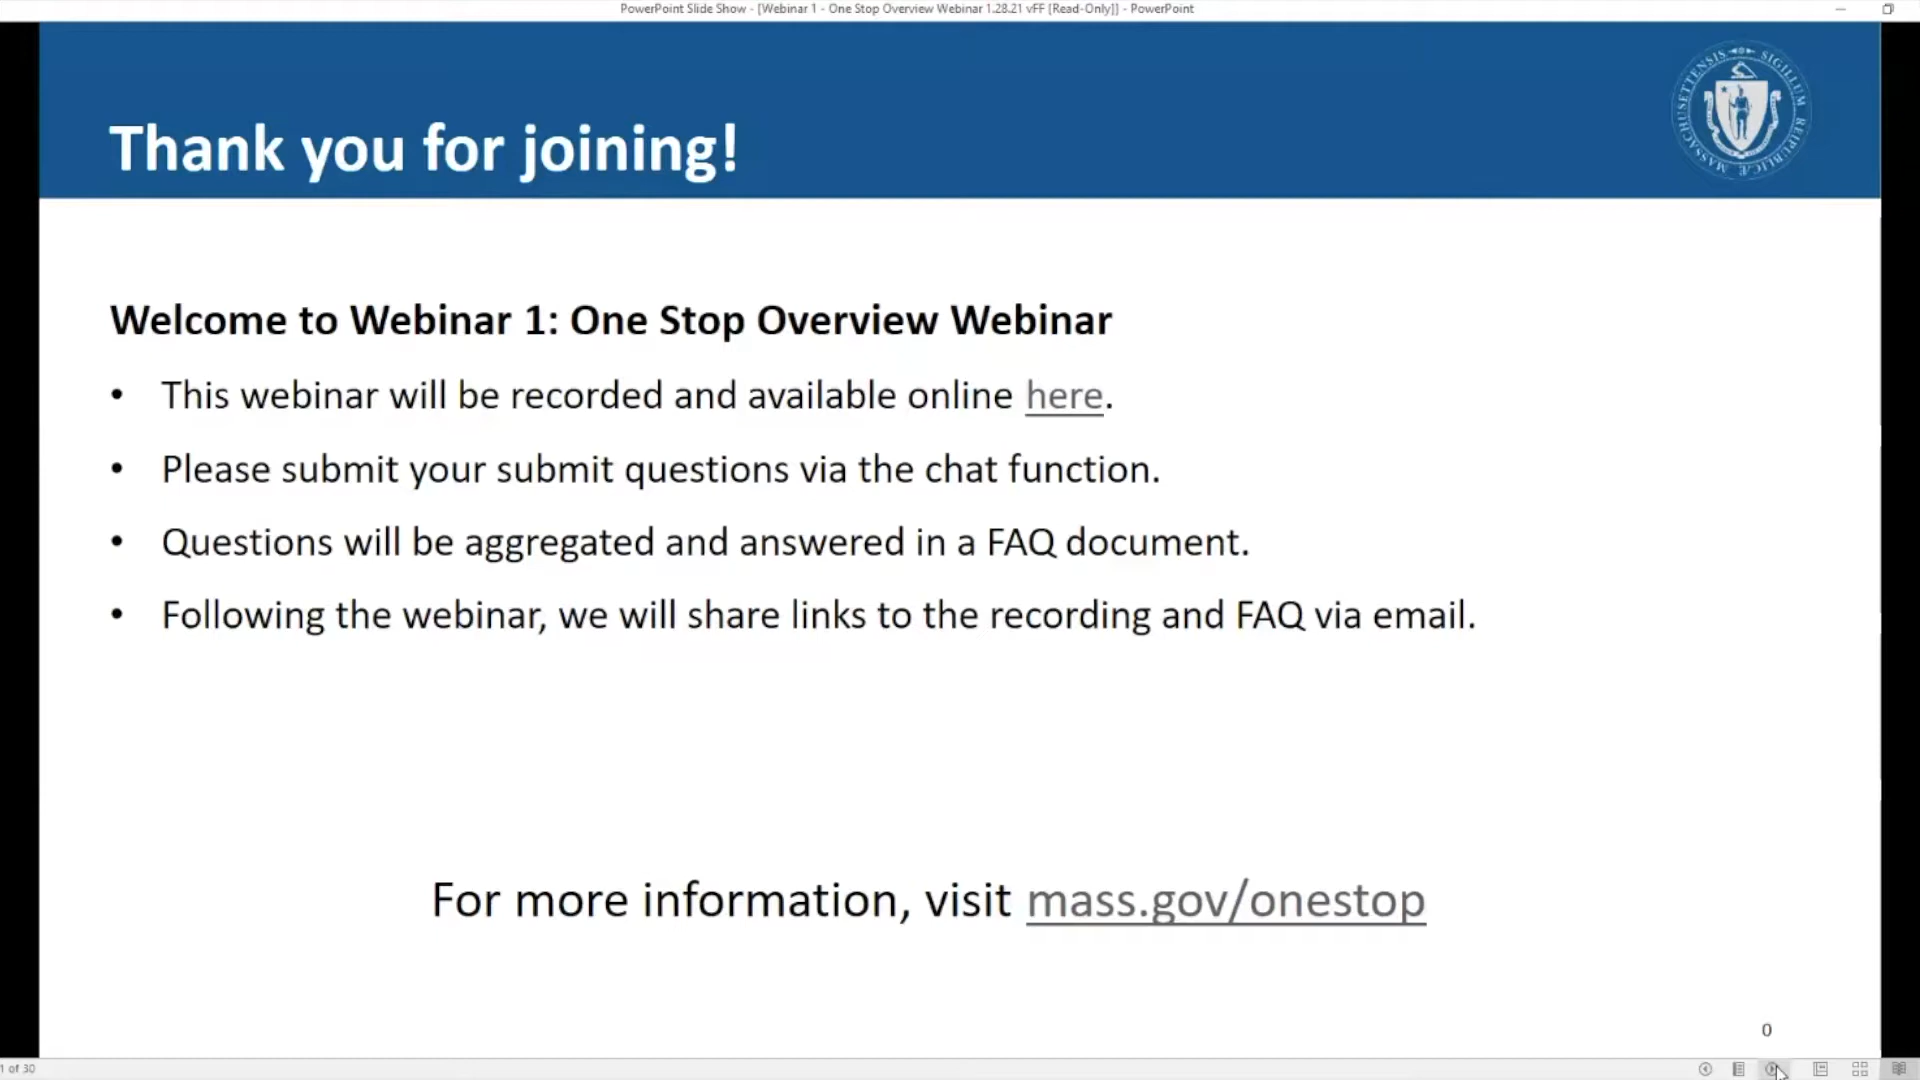 PowerPoint Slide Show - [Webinar 1 - One Stop Overview Webinar 1.28.21 vFF [Read-Only]] - PowerPoint
MASSACHUSETTENSIS SIGILLUM REIPUBLICÆ
Thank you for joining!
Welcome to Webinar 1: One Stop Overview Webinar
• This webinar will be recorded and available online here.
• Please submit your submit questions via the chat function.
• Questions will be aggregated and answered in a FAQ document.
• Following the webinar, we will share links to the recording and FAQ via email.
For more information, visit mass.gov/onestop
0
1 of 30